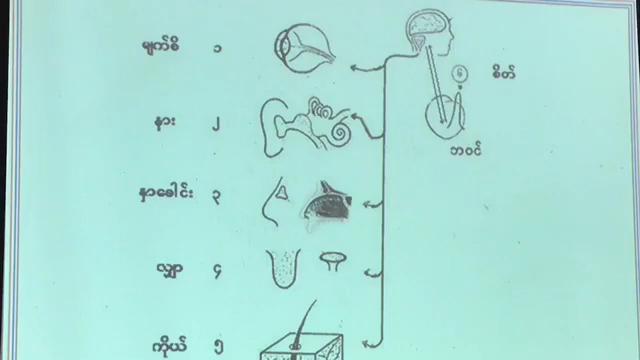 မျက်စိ ၁
၆ စိတ်
နား ၂
ဘဝင်
နှာခေါင်း ၃
လျှာ ၄
ကိုယ် ၅